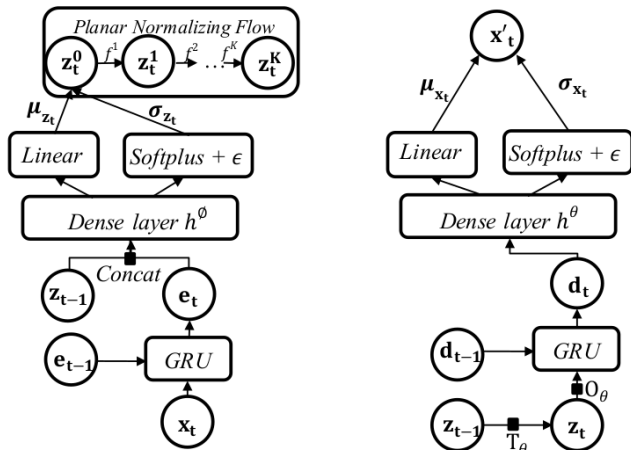 Planar Normalizing Flow
z_t^0 f^1 z_t^1 f^2 ... f^K z_t^K
μ_{z_t} σ_{z_t}
Linear Softplus + ϵ
Dense layer h^∅
Concat
z_{t−1} e_t
e_{t−1} GRU
x_t
x'_t
μ_{x_t} σ_{x_t}
Linear Softplus + ϵ
Dense layer h^θ
d_t
d_{t−1} GRU
O_θ
z_{t−1} T_θ z_t